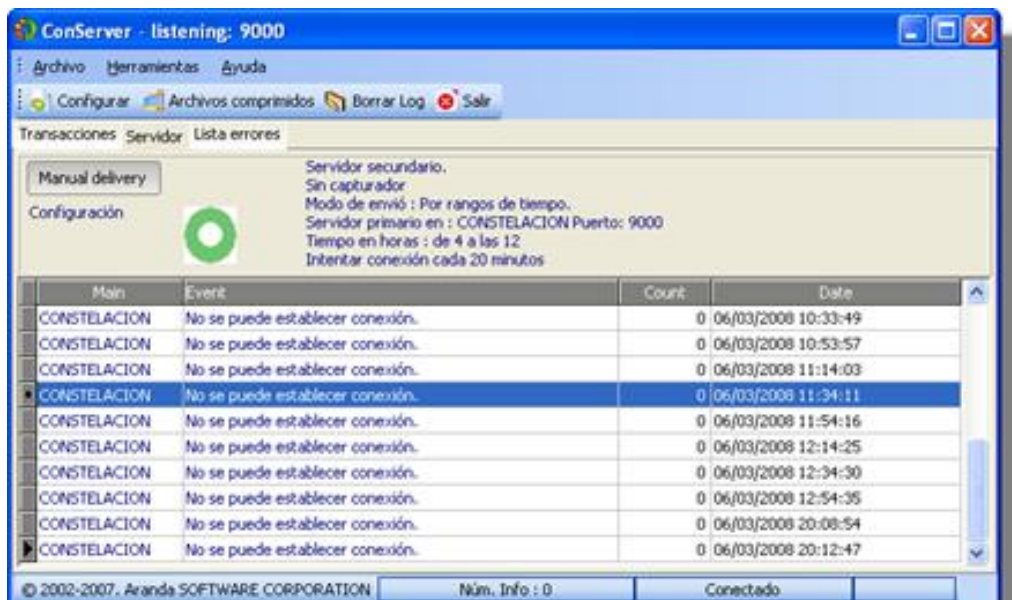 ConServer - listening: 9000
Archivo Herramientas Ayuda
Configurar Archivos comprimidos Borrar Log Salir
Transacciones Servidor Lista errores
Manual delivery
Configuración
Servidor secundario.
Sin capturador
Modo de envió : Por rangos de tiempo.
Servidor primario en : CONSTELACION Puerto: 9000
Tiempo en horas : de 4 a las 12
Intentar conexión cada 20 minutos
Main Event Count Date
CONSTELACION No se puede establecer conexión. 0 06/03/2008 10:33:49
CONSTELACION No se puede establecer conexión. 0 06/03/2008 10:53:57
CONSTELACION No se puede establecer conexión. 0 06/03/2008 11:14:03
CONSTELACION No se puede establecer conexión. 0 06/03/2008 11:34:11
CONSTELACION No se puede establecer conexión. 0 06/03/2008 11:54:16
CONSTELACION No se puede establecer conexión. 0 06/03/2008 12:14:25
CONSTELACION No se puede establecer conexión. 0 06/03/2008 12:34:30
CONSTELACION No se puede establecer conexión. 0 06/03/2008 12:54:35
CONSTELACION No se puede establecer conexión. 0 06/03/2008 20:08:54
CONSTELACION No se puede establecer conexión. 0 06/03/2008 20:12:47
© 2002-2007. Aranda SOFTWARE CORPORATION Núm. Info : 0 Conectado